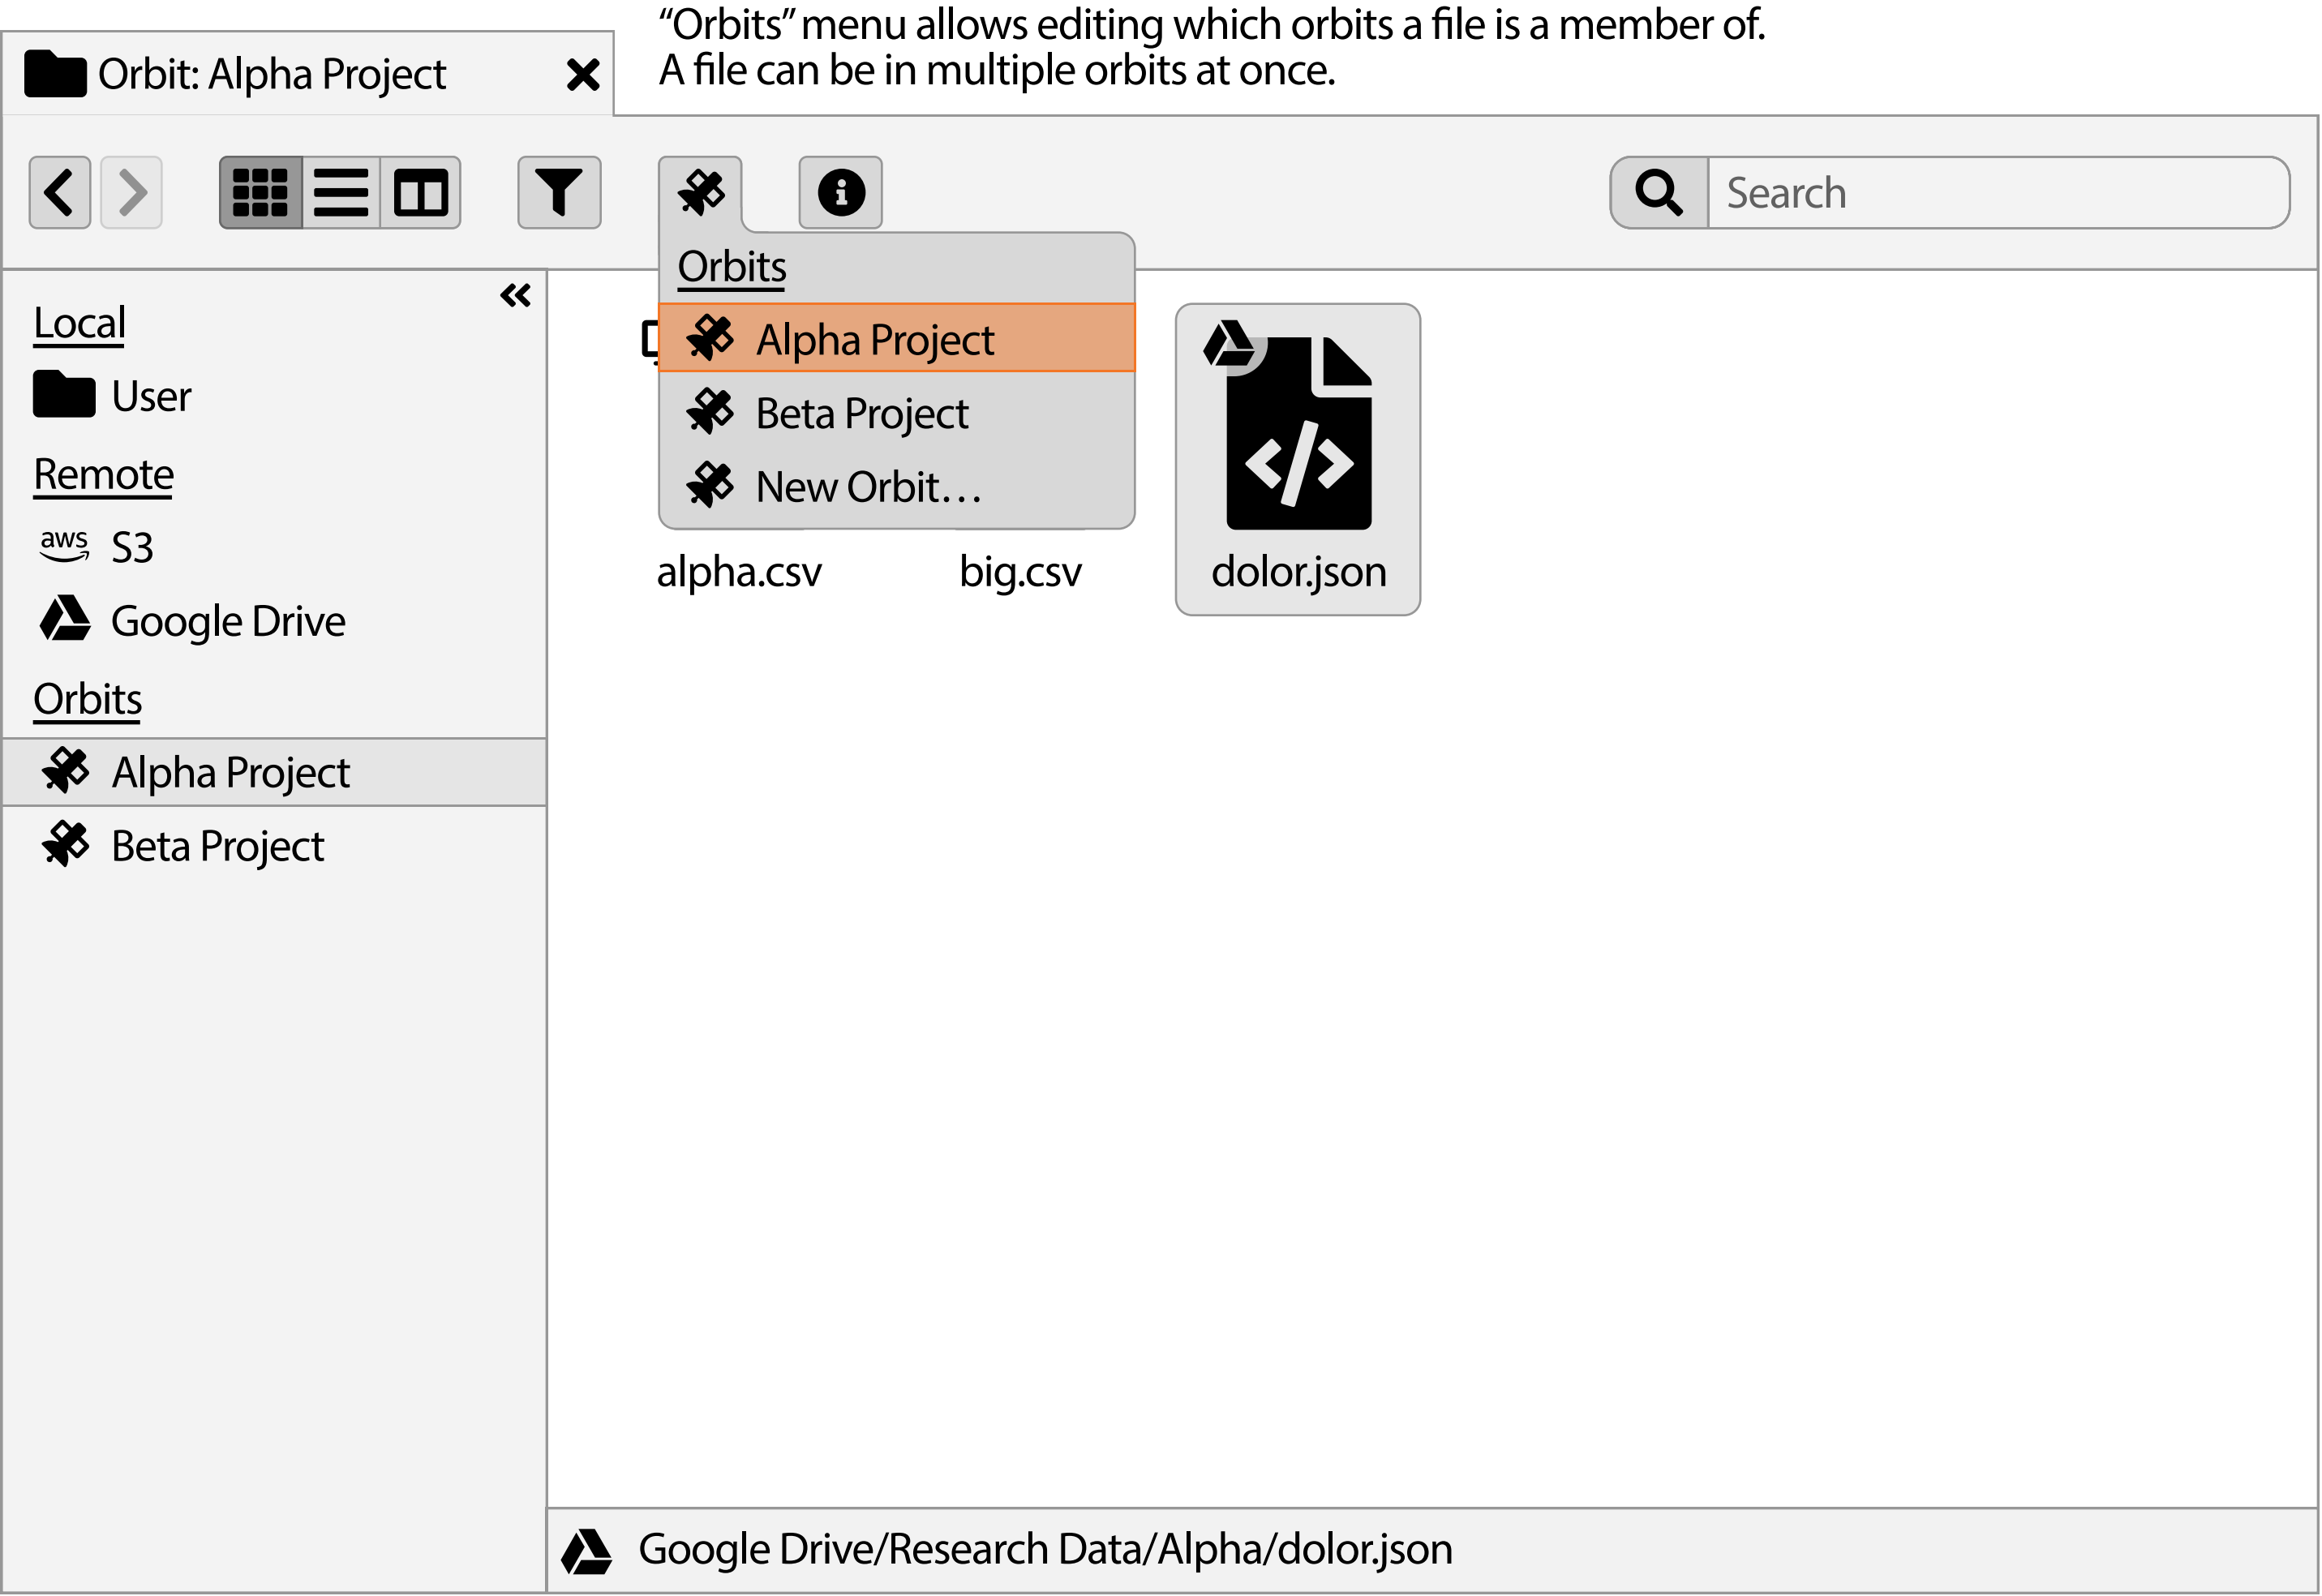 “Orbits” menu allows editing which orbits a file is a member of.
A file can be in multiple orbits at once.
Orbit: Alpha Project
Search
Orbits
Alpha Project
Beta Project
New Orbit...
Local
User
Remote
aws S3
Google Drive
Orbits
Alpha Project
Beta Project
alpha.csv
big.csv
dolor.json
Google Drive/Research Data/Alpha/dolor.json